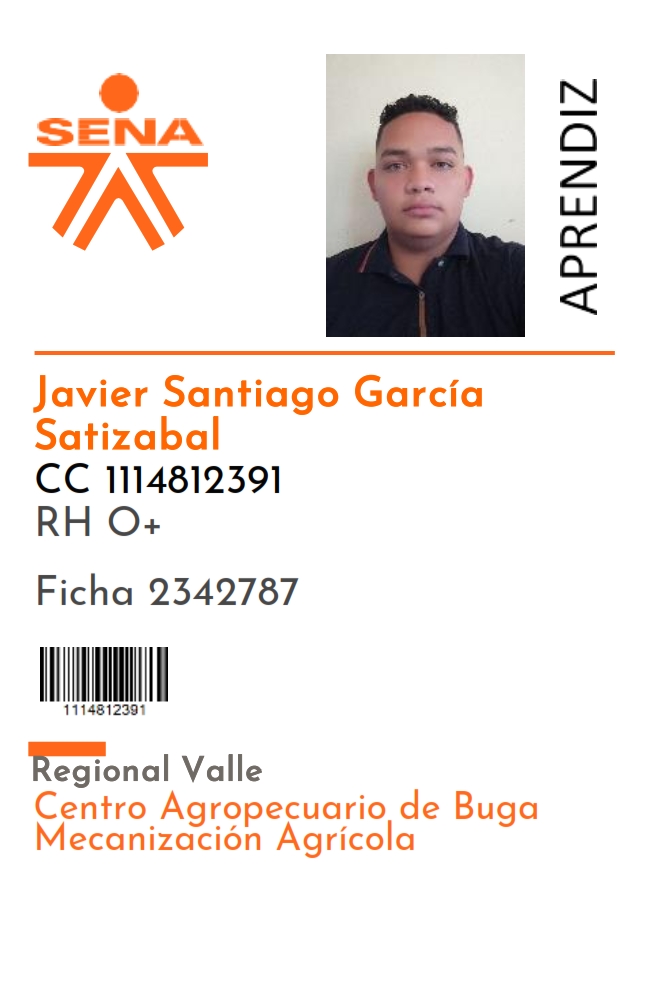 SENA
APRENDIZ
Javier Santiago García
Satizabal
CC 1114812391
RH O+
Ficha 2342787
1114812391
Regional Valle
Centro Agropecuario de Buga
Mecanización Agrícola